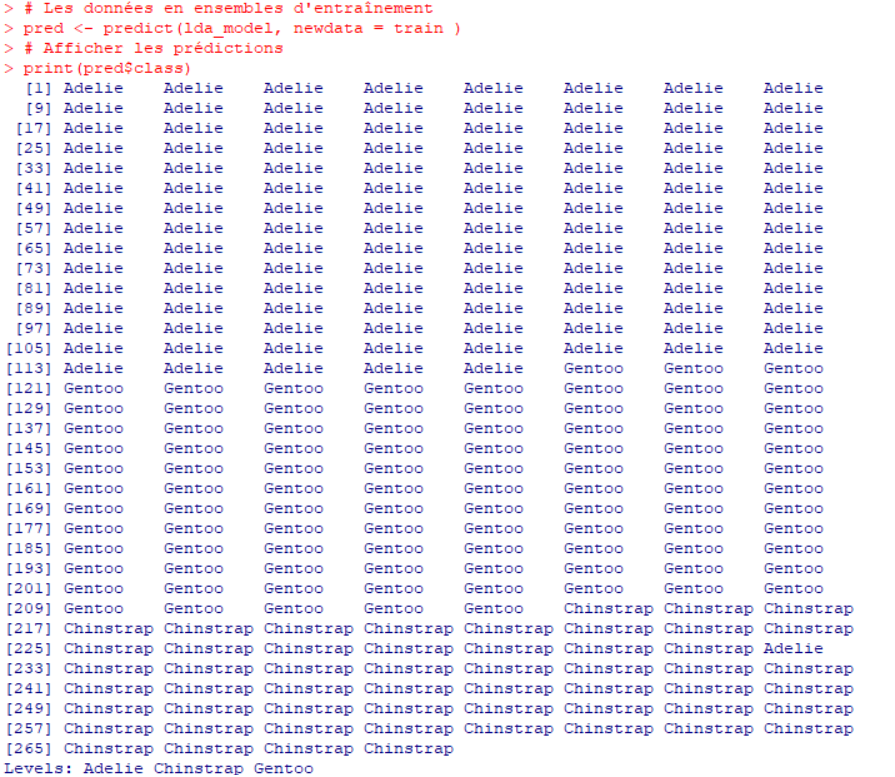 > # Les données en ensembles d'entraînement
> pred <- predict(lda_model, newdata = train )
> # Afficher les prédictions
> print(pred$class)
[1] Adelie Adelie Adelie Adelie Adelie Adelie Adelie Adelie
[9] Adelie Adelie Adelie Adelie Adelie Adelie Adelie Adelie
[17] Adelie Adelie Adelie Adelie Adelie Adelie Adelie Adelie
[25] Adelie Adelie Adelie Adelie Adelie Adelie Adelie Adelie
[33] Adelie Adelie Adelie Adelie Adelie Adelie Adelie Adelie
[41] Adelie Adelie Adelie Adelie Adelie Adelie Adelie Adelie
[49] Adelie Adelie Adelie Adelie Adelie Adelie Adelie Adelie
[57] Adelie Adelie Adelie Adelie Adelie Adelie Adelie Adelie
[65] Adelie Adelie Adelie Adelie Adelie Adelie Adelie Adelie
[73] Adelie Adelie Adelie Adelie Adelie Adelie Adelie Adelie
[81] Adelie Adelie Adelie Adelie Adelie Adelie Adelie Adelie
[89] Adelie Adelie Adelie Adelie Adelie Adelie Adelie Adelie
[97] Adelie Adelie Adelie Adelie Adelie Adelie Adelie Adelie
[105] Adelie Adelie Adelie Adelie Adelie Adelie Adelie Adelie
[113] Adelie Adelie Adelie Adelie Adelie Gentoo Gentoo Gentoo
[121] Gentoo Gentoo Gentoo Gentoo Gentoo Gentoo Gentoo Gentoo
[129] Gentoo Gentoo Gentoo Gentoo Gentoo Gentoo Gentoo Gentoo
[137] Gentoo Gentoo Gentoo Gentoo Gentoo Gentoo Gentoo Gentoo
[145] Gentoo Gentoo Gentoo Gentoo Gentoo Gentoo Gentoo Gentoo
[153] Gentoo Gentoo Gentoo Gentoo Gentoo Gentoo Gentoo Gentoo
[161] Gentoo Gentoo Gentoo Gentoo Gentoo Gentoo Gentoo Gentoo
[169] Gentoo Gentoo Gentoo Gentoo Gentoo Gentoo Gentoo Gentoo
[177] Gentoo Gentoo Gentoo Gentoo Gentoo Gentoo Gentoo Gentoo
[185] Gentoo Gentoo Gentoo Gentoo Gentoo Gentoo Gentoo Gentoo
[193] Gentoo Gentoo Gentoo Gentoo Gentoo Gentoo Gentoo Gentoo
[201] Gentoo Gentoo Gentoo Gentoo Gentoo Gentoo Gentoo Gentoo
[209] Gentoo Gentoo Gentoo Gentoo Gentoo Chinstrap Chinstrap Chinstrap
[217] Chinstrap Chinstrap Chinstrap Chinstrap Chinstrap Chinstrap Chinstrap Chinstrap
[225] Chinstrap Chinstrap Chinstrap Chinstrap Chinstrap Chinstrap Chinstrap Adelie
[233] Chinstrap Chinstrap Chinstrap Chinstrap Chinstrap Chinstrap Chinstrap Chinstrap
[241] Chinstrap Chinstrap Chinstrap Chinstrap Chinstrap Chinstrap Chinstrap Chinstrap
[249] Chinstrap Chinstrap Chinstrap Chinstrap Chinstrap Chinstrap Chinstrap Chinstrap
[257] Chinstrap Chinstrap Chinstrap Chinstrap Chinstrap Chinstrap Chinstrap Chinstrap
[265] Chinstrap Chinstrap Chinstrap Chinstrap
Levels: Adelie Chinstrap Gentoo